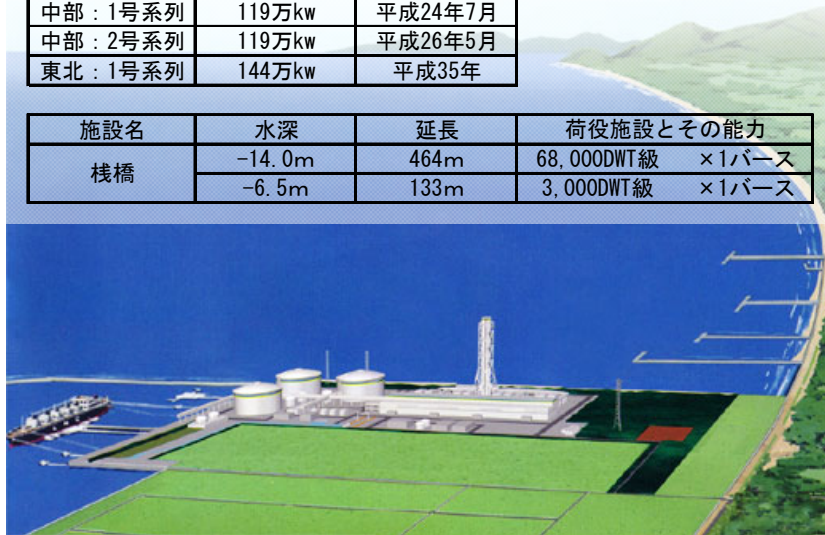 中部：1号系列 119万kw 平成24年7月
中部：2号系列 119万kw 平成26年5月
東北：1号系列 144万kw 平成35年
施設名 水深 延長 荷役施設とその能力
桟橋 -14.0m 464m 68,000DWT級 ×1バース
-6.5m 133m 3,000DWT級 ×1バース